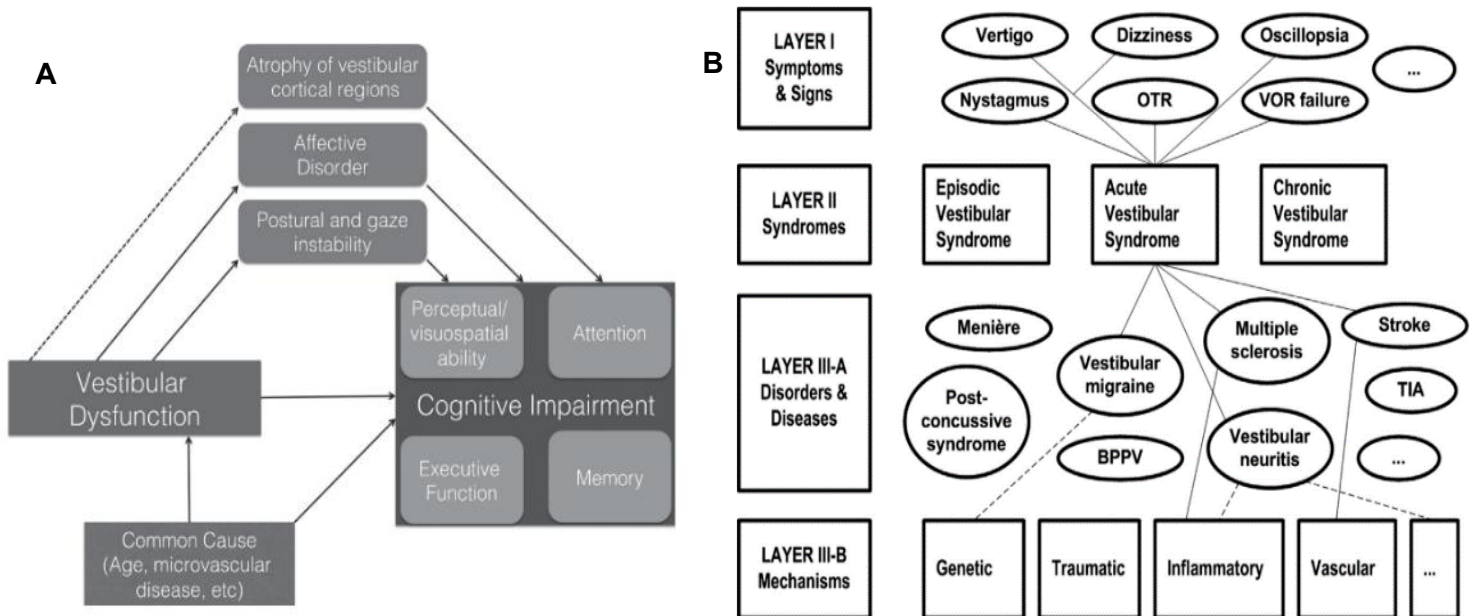 A
Atrophy of vestibular
cortical regions
Affective
Disorder
Postural and gaze
instability
Vestibular
Dysfunction
Perceptual/
visuospatial
ability
Attention
Cognitive Impairment
Executive
Function
Memory
Common Cause
(Age, microvascular
disease, etc)
B
LAYER I
Symptoms
& Signs
Vertigo
Dizziness
Oscillopsia
...
Nystagmus
OTR
VOR failure
LAYER II
Syndromes
Episodic
Vestibular
Syndrome
Acute
Vestibular
Syndrome
Chronic
Vestibular
Syndrome
LAYER III-A
Disorders &
Diseases
Menière
Vestibular
migraine
Multiple
sclerosis
Stroke
TIA
Post-
concussive
syndrome
BPPV
Vestibular
neuritis
...
LAYER III-B
Mechanisms
Genetic
Traumatic
Inflammatory
Vascular
...